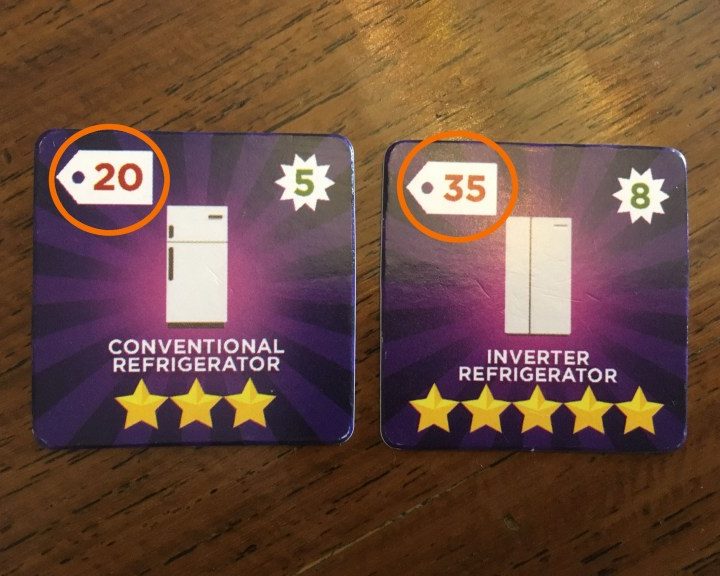 20
5
CONVENTIONAL
REFRIGERATOR
35
8
INVERTER
REFRIGERATOR